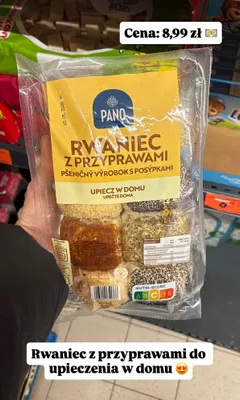 Cena: 8,99 zł 💵
PANO
RWANIEC
Z PRZYPRAWAMI
PŠENIČNÝ VÝROBOK S POSÝPKAMI
UPIECZ W DOMU
UPEČTE DOMA
NUTRI-SCORE
A B C D E
Rwaniec z przyprawami do
upieczenia w domu 😍